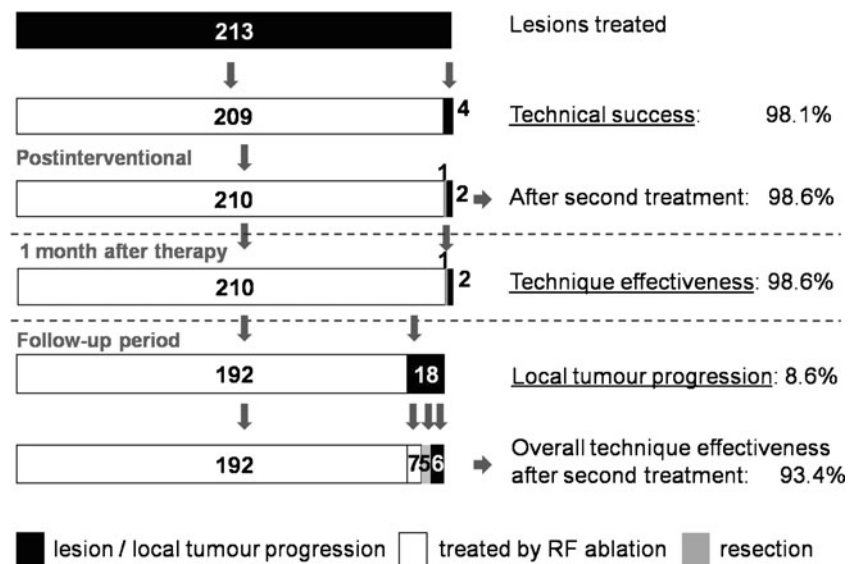 213 Lesions treated
209 4 Technical success: 98.1%
Postinterventional
1
210 2 After second treatment: 98.6%
1 month after therapy
1
210 2 Technique effectiveness: 98.6%
Follow-up period
192 18 Local tumour progression: 8.6%
192 7 5 6 Overall technique effectiveness
after second treatment: 93.4%
lesion / local tumour progression treated by RF ablation resection